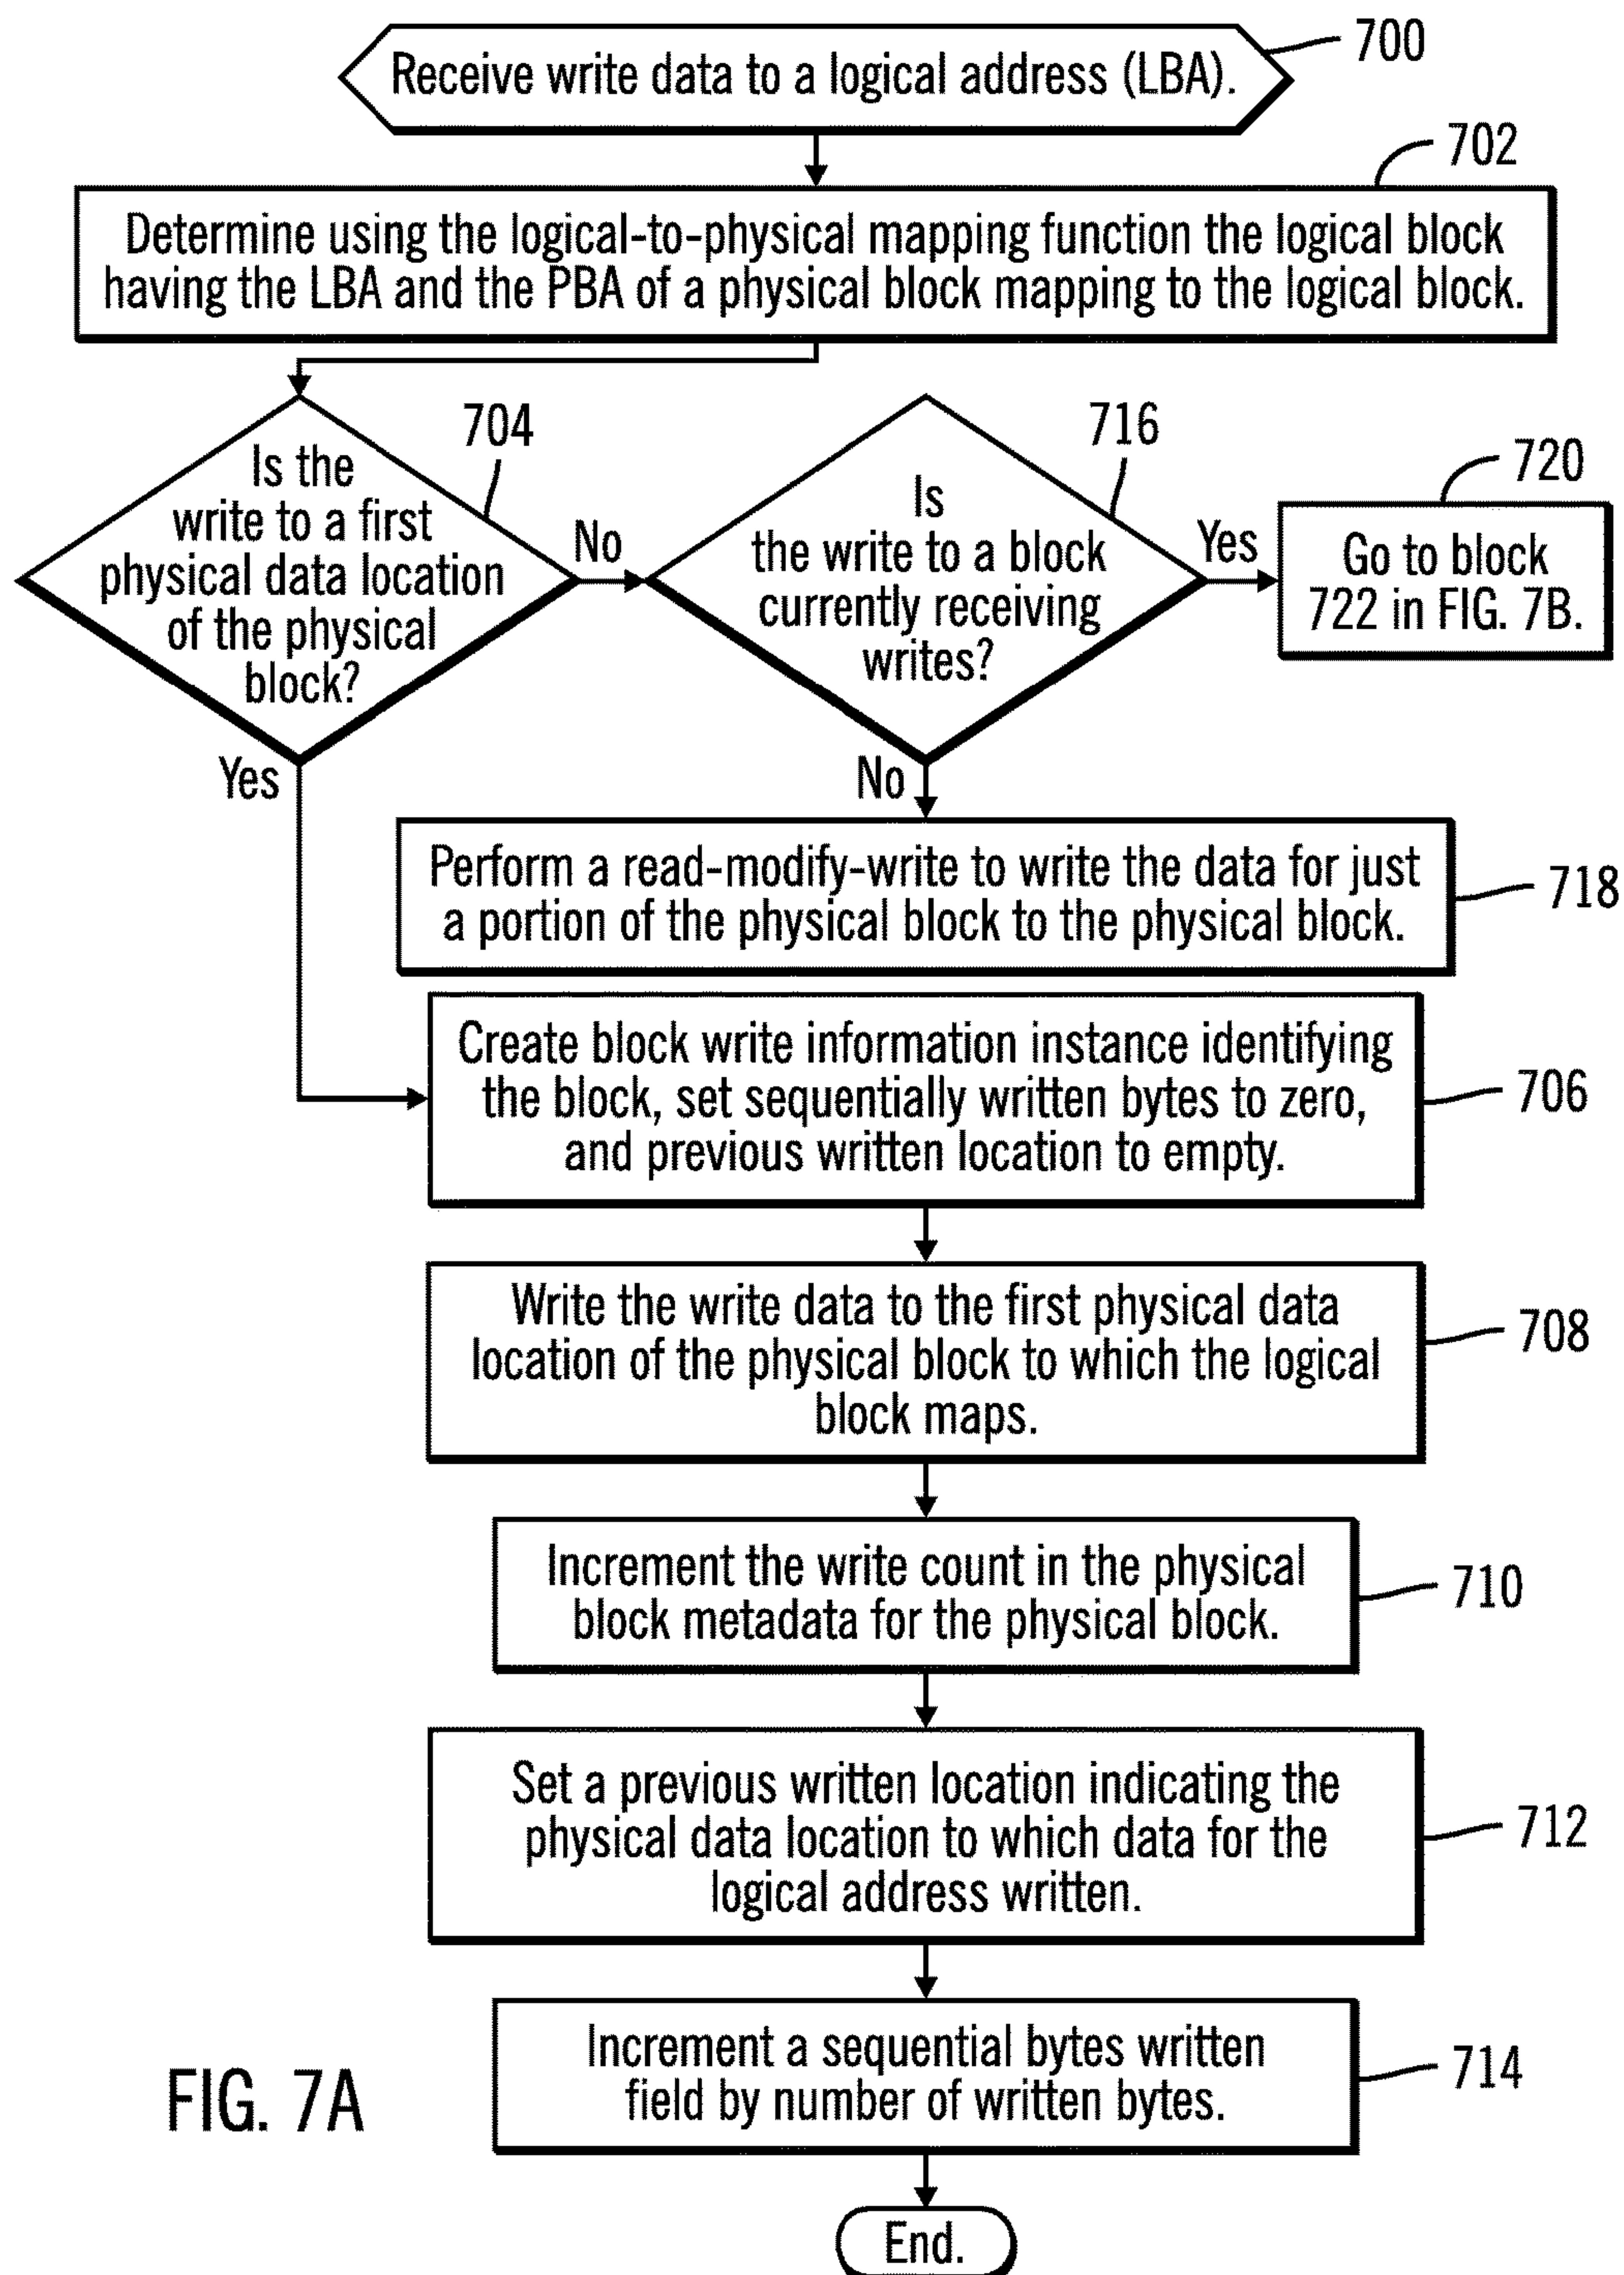 Receive write data to a logical address (LBA).
700
702
Determine using the logical-to-physical mapping function the logical block
having the LBA and the PBA of a physical block mapping to the logical block.
704
Is the
write to a first
physical data location
of the physical
block?
No
Yes
716
Is
the write to a block
currently receiving
writes?
Yes
No
720
Go to block
722 in FIG. 7B.
Perform a read-modify-write to write the data for just
a portion of the physical block to the physical block.
718
Create block write information instance identifying
the block, set sequentially written bytes to zero,
and previous written location to empty.
706
Write the write data to the first physical data
location of the physical block to which the logical
block maps.
708
Increment the write count in the physical
block metadata for the physical block.
710
Set a previous written location indicating the
physical data location to which data for the
logical address written.
712
Increment a sequential bytes written
field by number of written bytes.
714
End.
FIG. 7A